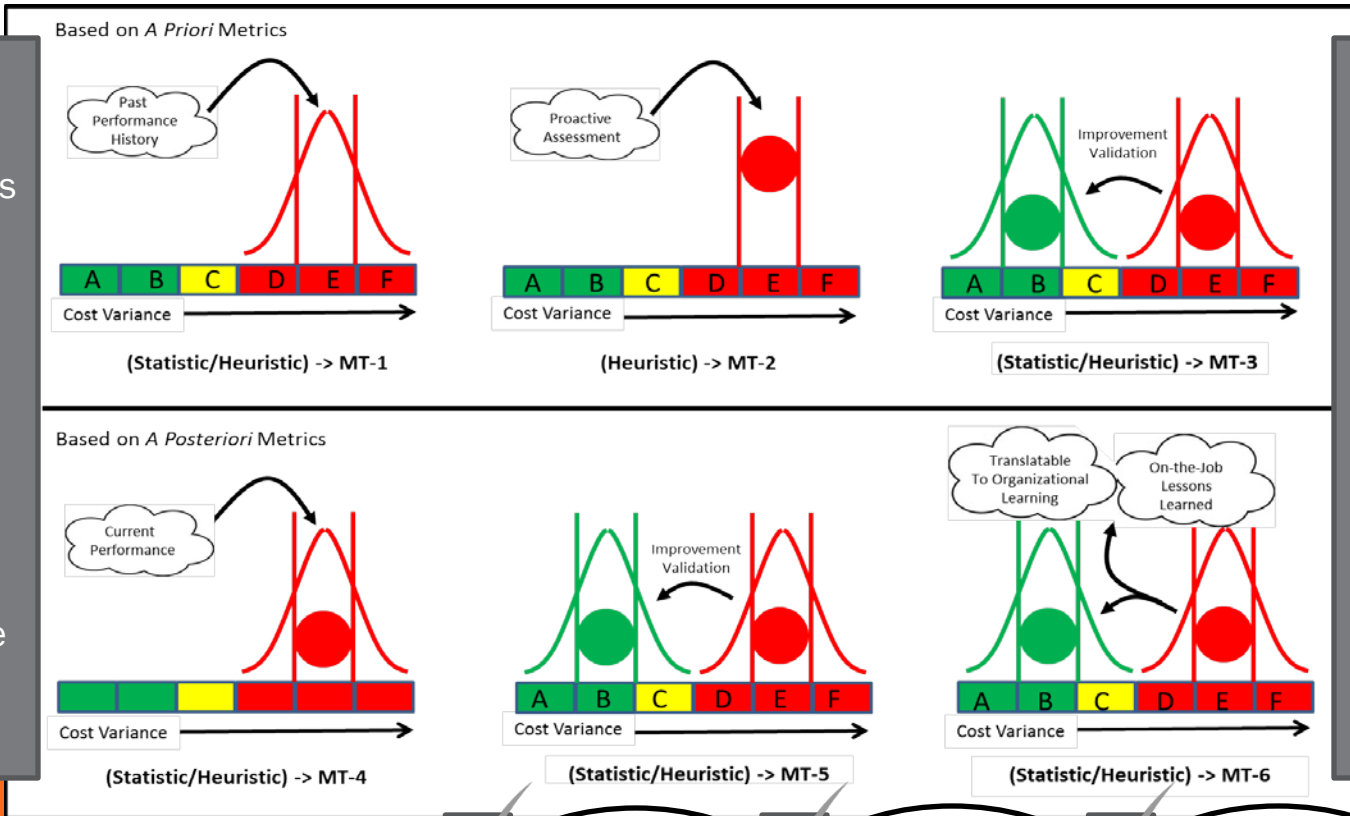 Based on A Priori Metrics
Past
Performance
History
A B C D E F
Cost Variance
(Statistic/Heuristic) -> MT-1
Proactive
Assessment
A B C D E F
Cost Variance
(Heuristic) -> MT-2
Improvement
Validation
A B C D E F
Cost Variance
(Statistic/Heuristic) -> MT-3
s
Based on A Posteriori Metrics
Current
Performance
Cost Variance
(Statistic/Heuristic) -> MT-4
Improvement
Validation
A B C D E F
Cost Variance
(Statistic/Heuristic) -> MT-5
Translatable
To Organizational
Learning
On-the-Job
Lessons
Learned
A B C D E F
Cost Variance
(Statistic/Heuristic) -> MT-6
e